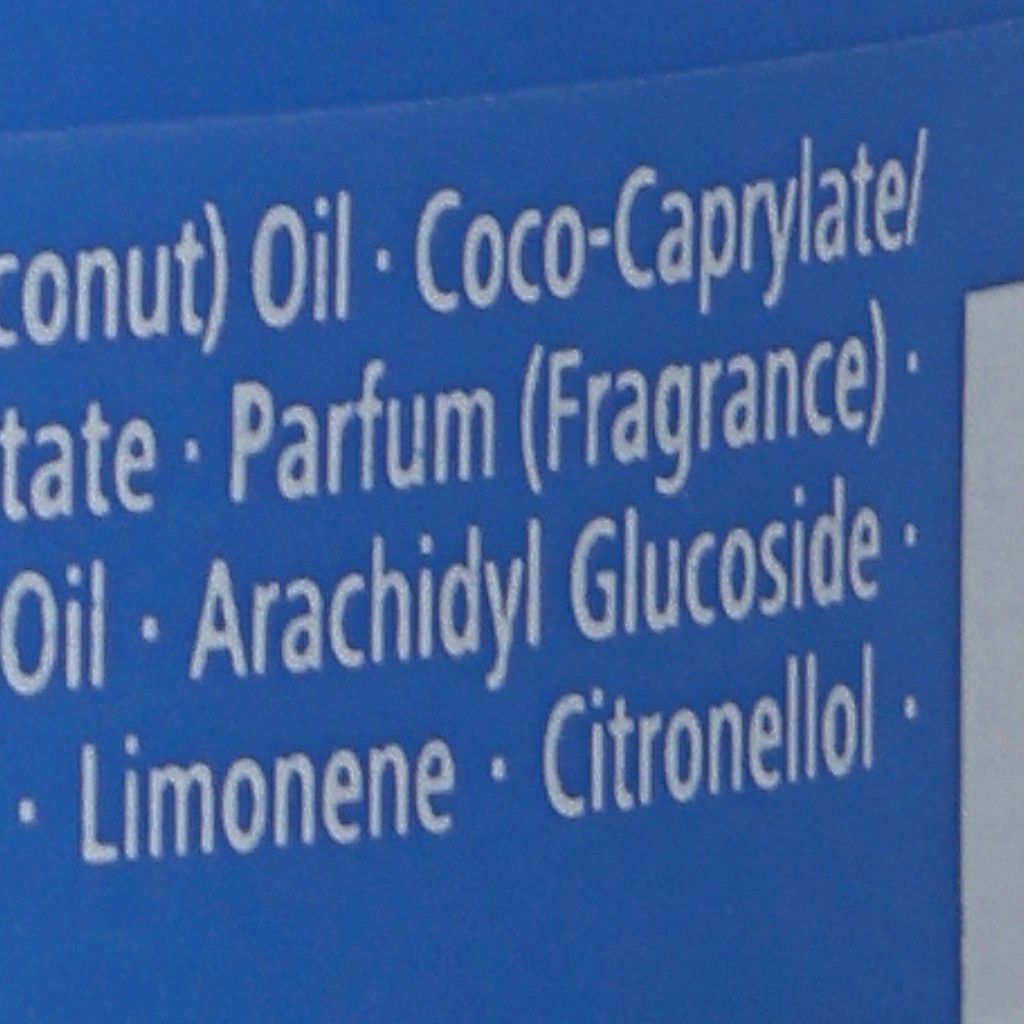 conut) Oil · Coco-Caprylate/
tate · Parfum (Fragrance) ·
Oil · Arachidyl Glucoside ·
· Limonene · Citronellol ·